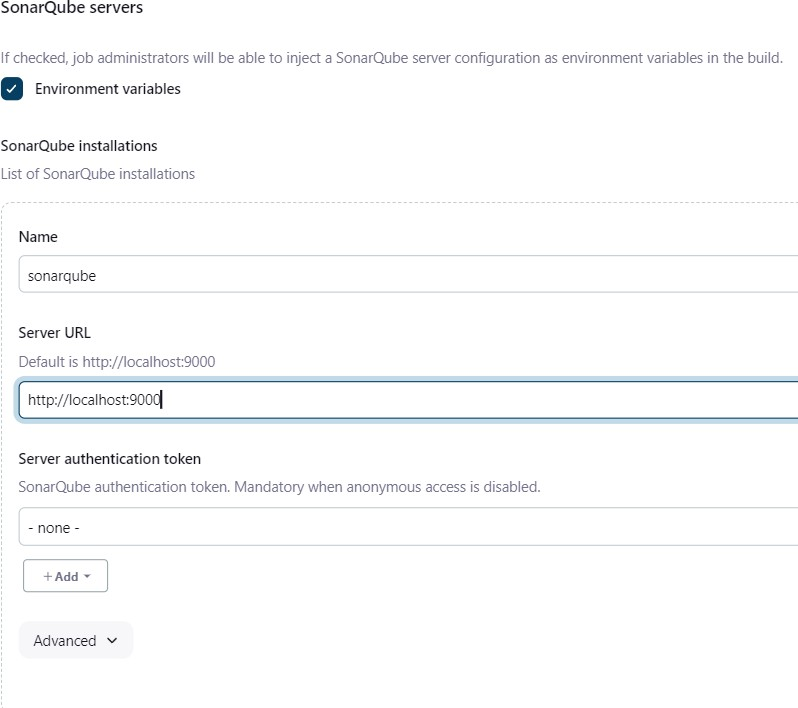 SonarQube servers
If checked, job administrators will be able to inject a SonarQube server configuration as environment variables in the build.
Environment variables
SonarQube installations
List of SonarQube installations
Name
sonarqube
Server URL
Default is http://localhost:9000
http://localhost:9000
Server authentication token
SonarQube authentication token. Mandatory when anonymous access is disabled.
- none -
+ Add
Advanced